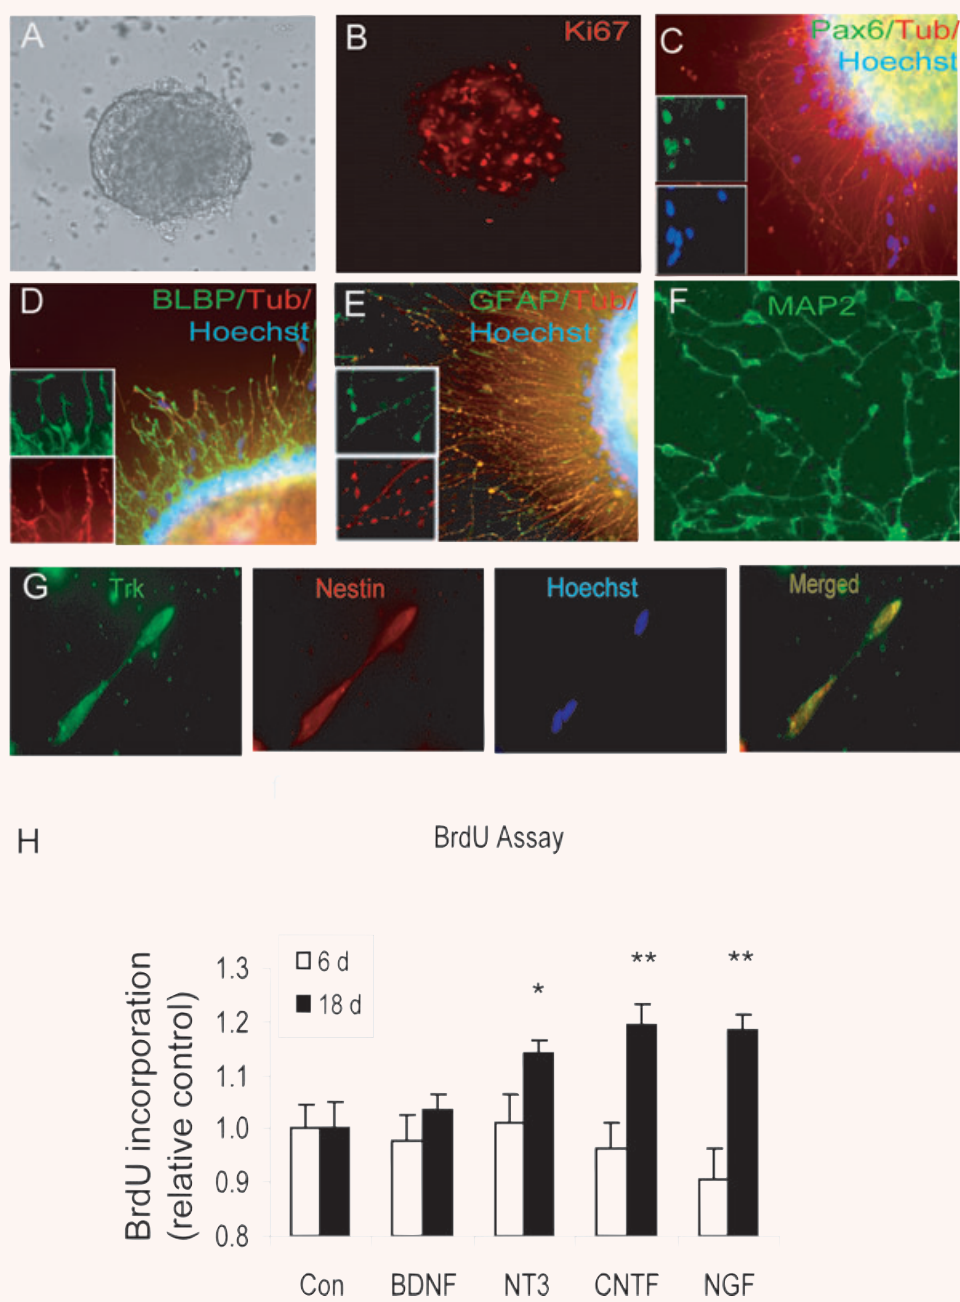 A
B
Ki67
C
Pax6/Tub/
Hoechst
D
BLBP/Tub/
Hoechst
E
GFAP/Tub/
Hoechst
F
MAP2
G
Trk
Nestin
Hoechst
Merged
H
BrdU Assay
BrdU incorporation
(relative control)
1.3
1.2
1.1
1.0
0.9
0.8
6 d
18 d
*
**
**
Con
BDNF
NT3
CNTF
NGF